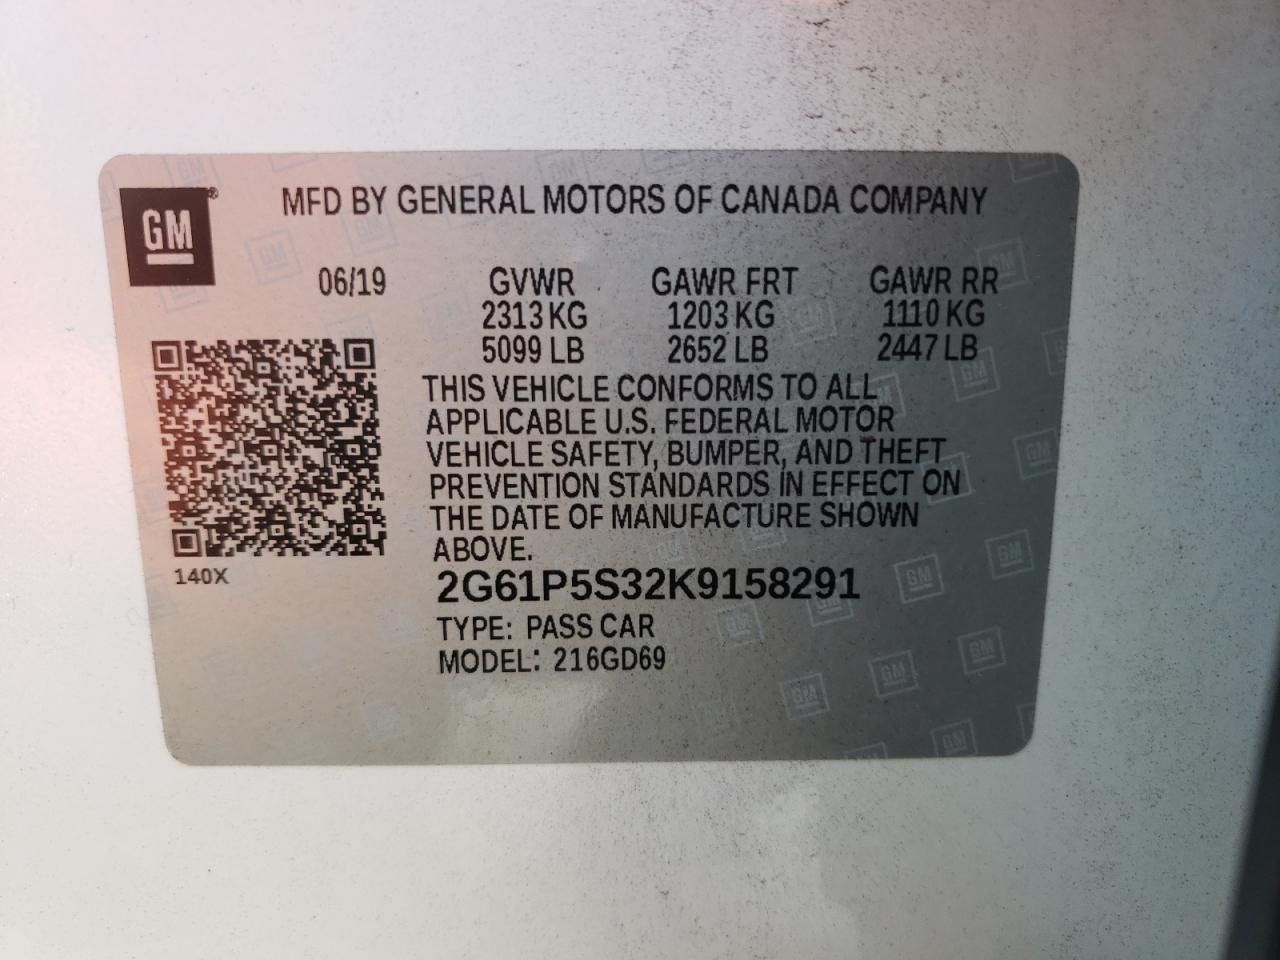 GM®
MFD BY GENERAL MOTORS OF CANADA COMPANY
06/19 GVWR GAWR FRT GAWR RR
2313 KG 1203 KG 1110 KG
5099 LB 2652 LB 2447 LB
THIS VEHICLE CONFORMS TO ALL
APPLICABLE U.S. FEDERAL MOTOR
VEHICLE SAFETY, BUMPER, AND THEFT
PREVENTION STANDARDS IN EFFECT ON
THE DATE OF MANUFACTURE SHOWN
ABOVE.
140X
2G61P5S32K9158291
TYPE: PASS CAR
MODEL: 216GD69